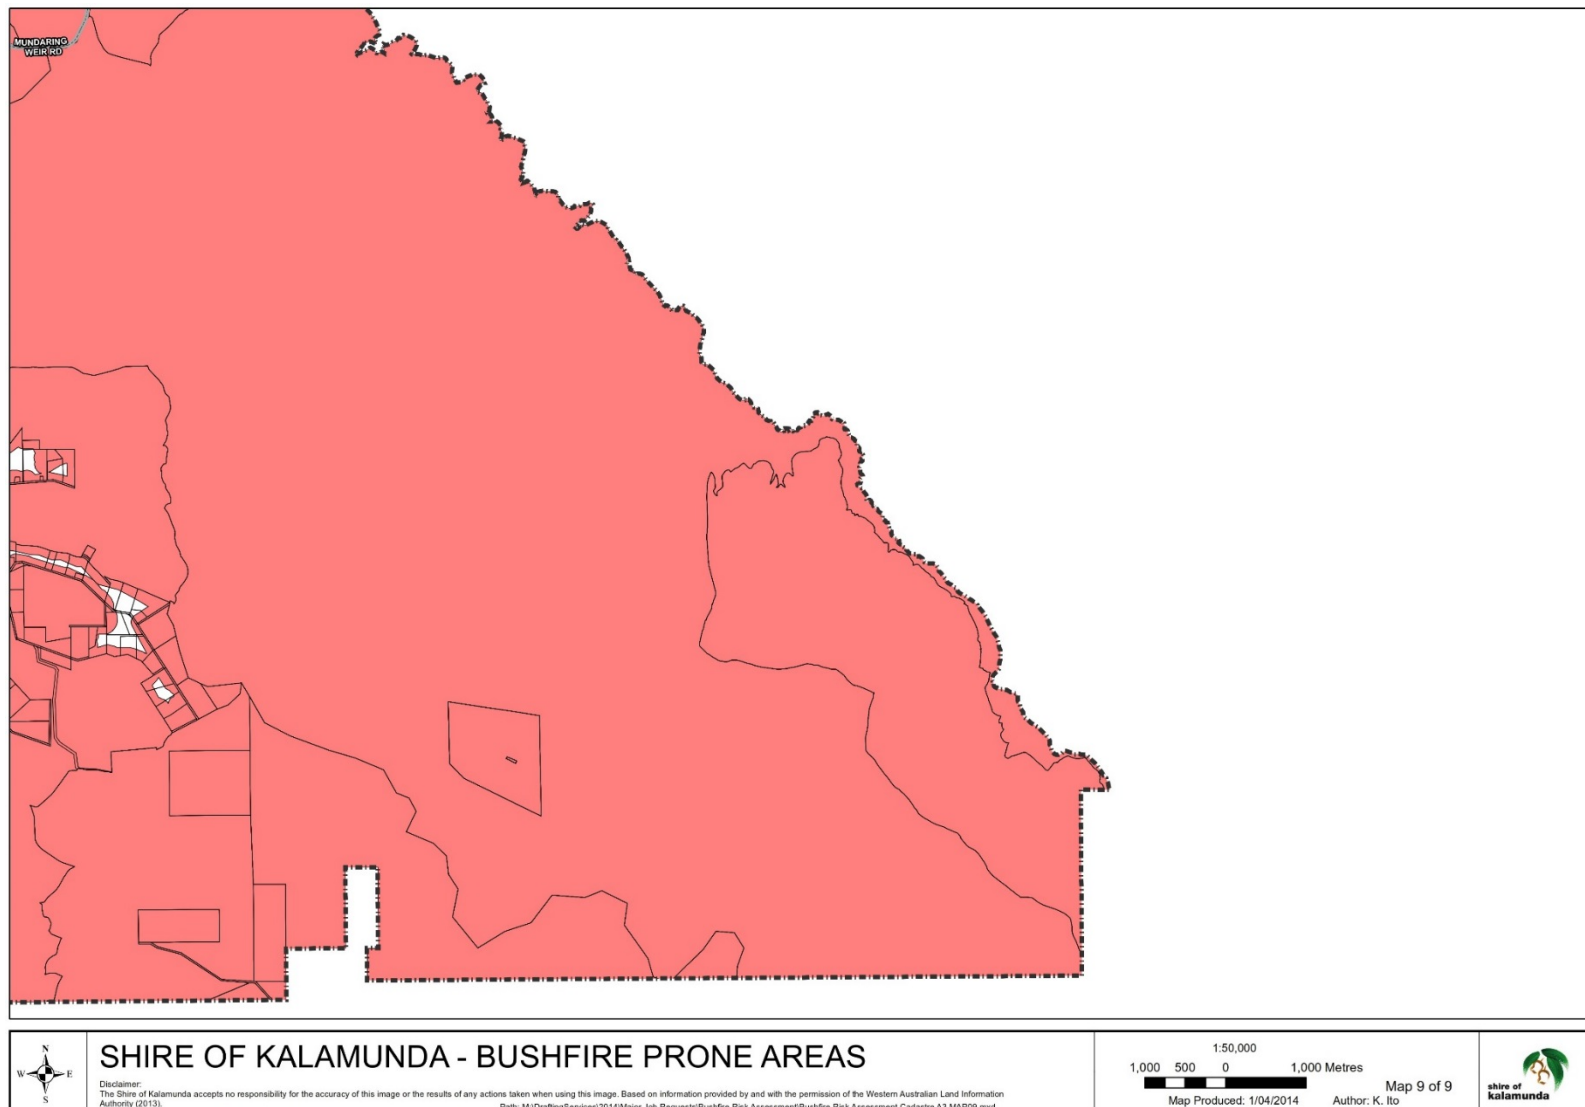 MUNDARING
WEIR RD
N
W E
S
SHIRE OF KALAMUNDA - BUSHFIRE PRONE AREAS
Disclaimer:
The Shire of Kalamunda accepts no responsibility for the accuracy of this image or the results of any actions taken when using this image. Based on information provided by and with the permission of the Western Australian Land Information
Authority (2013).
1:50,000
1,000 500 0 1,000 Metres
Map 9 of 9
Map Produced: 1/04/2014 Author: K. Ito
shire of
kalamunda